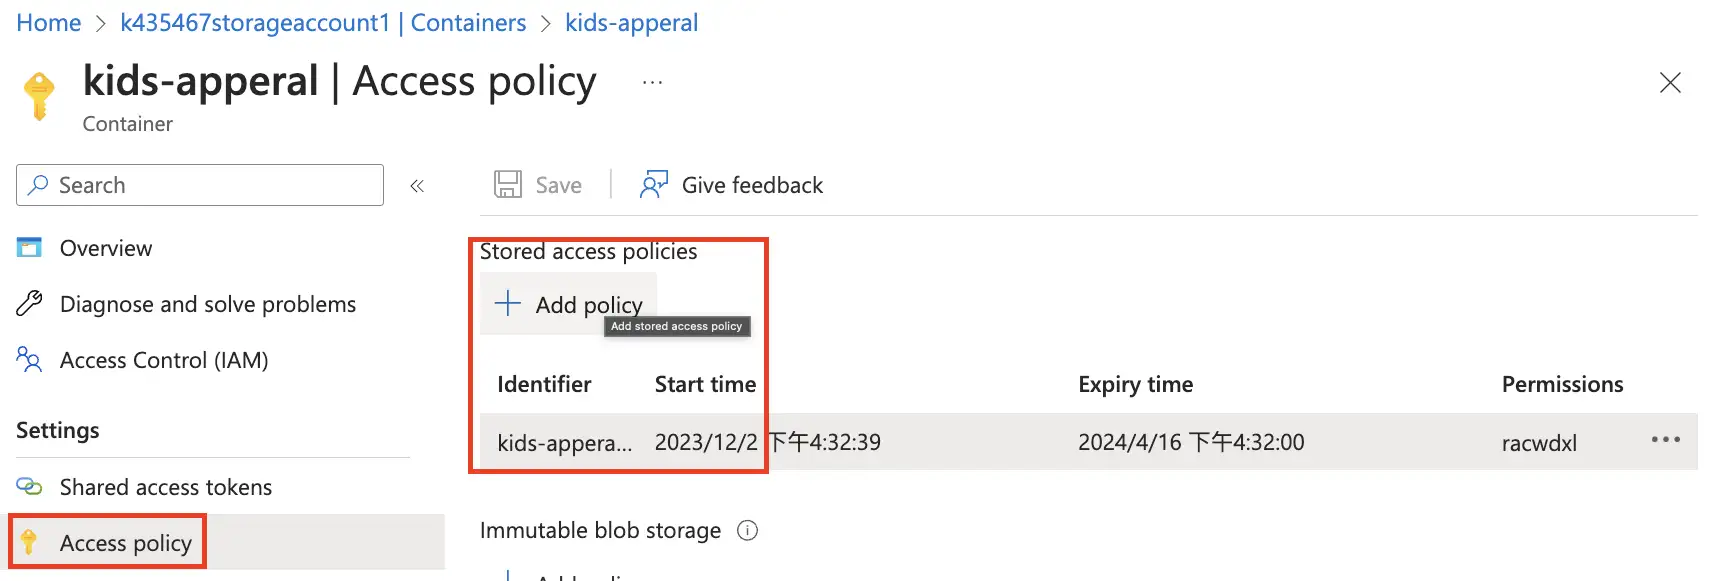 Home > k435467storageaccount1 | Containers > kids-apperal
kids-apperal | Access policy ...
Container
Search «
Save | Give feedback
Overview
Diagnose and solve problems
Access Control (IAM)
Settings
Shared access tokens
Access policy
Stored access policies
+ Add policy
Add stored access policy
Identifier Start time Expiry time Permissions
kids-appera... 2023/12/2 下午4:32:39 2024/4/16 下午4:32:00 racwdxl ...
Immutable blob storage